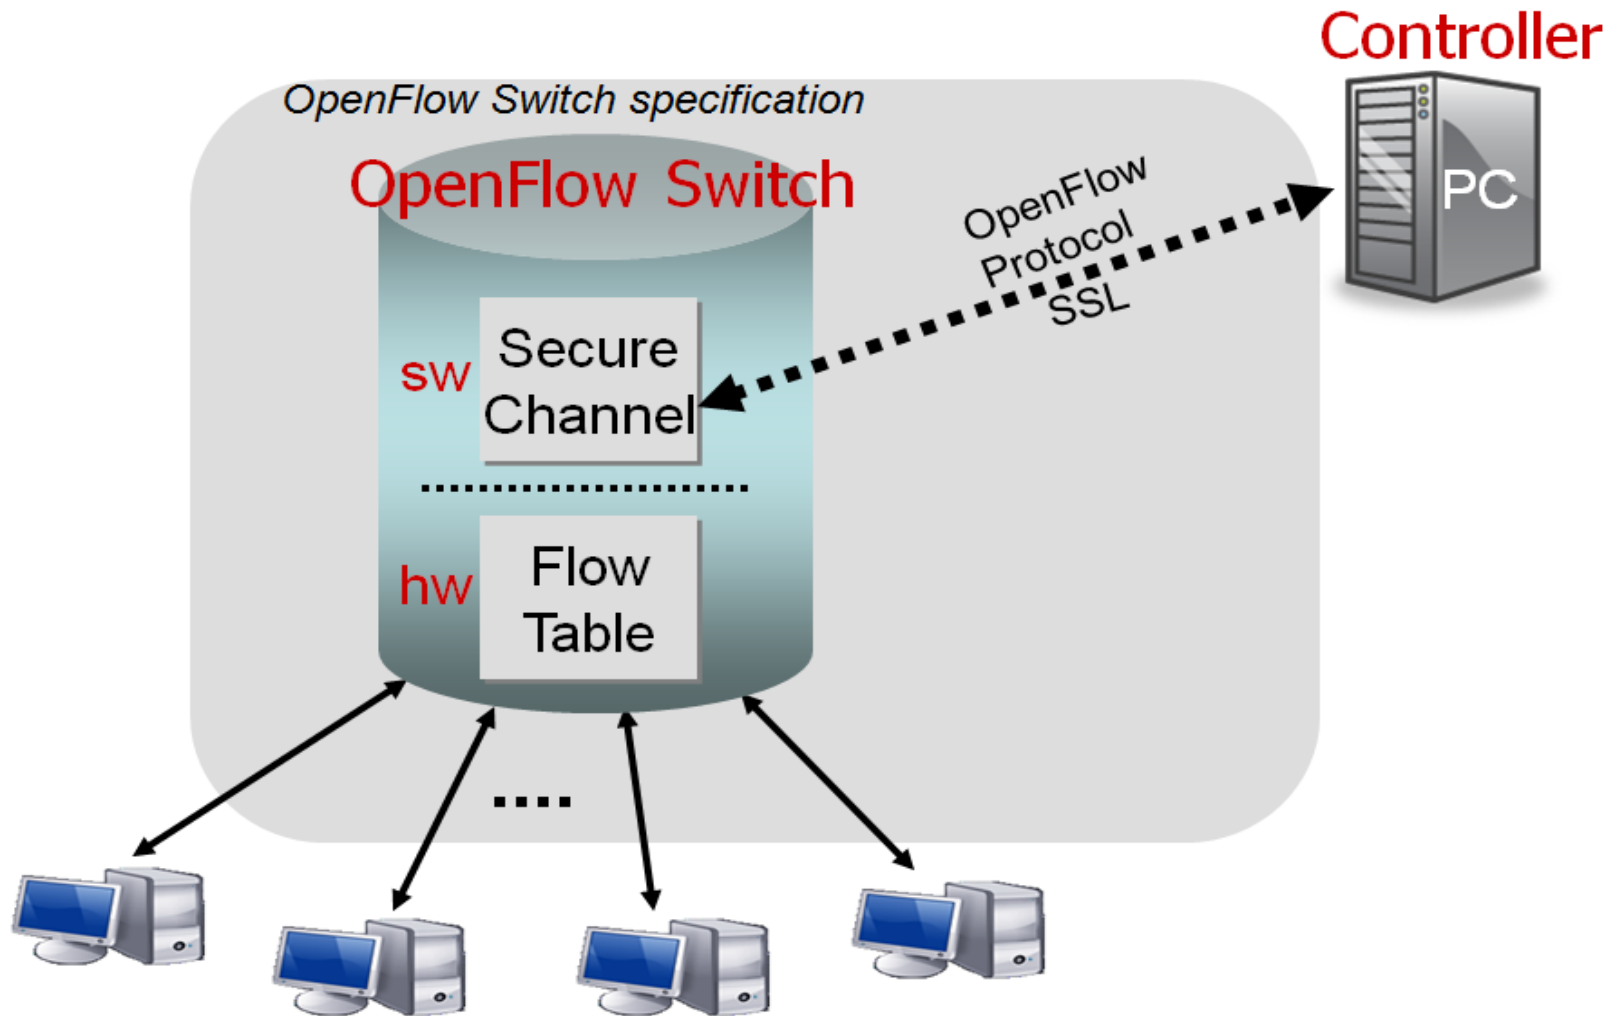 Controller
PC
OpenFlow Switch specification
OpenFlow Switch
OpenFlow
Protocol
SSL
sw
Secure
Channel
hw
Flow
Table